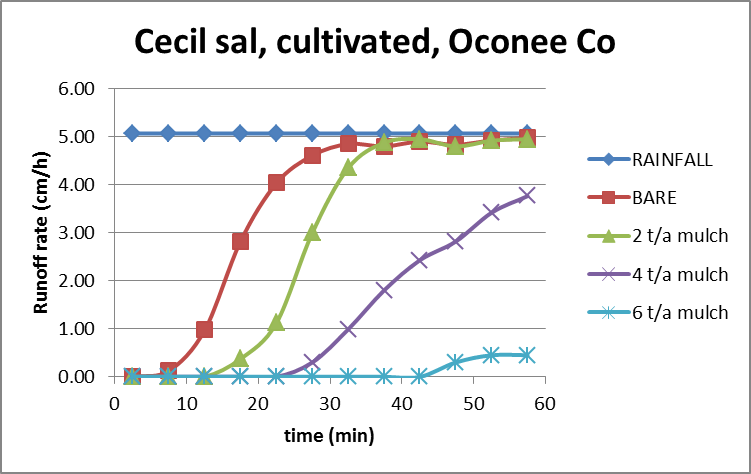 Cecil sal, cultivated, Oconee Co
6.00
5.00
4.00
3.00
2.00
1.00
0.00
Runoff rate (cm/h)
0 10 20 30 40 50 60
time (min)
RAINFALL
BARE
2 t/a mulch
4 t/a mulch
6 t/a mulch